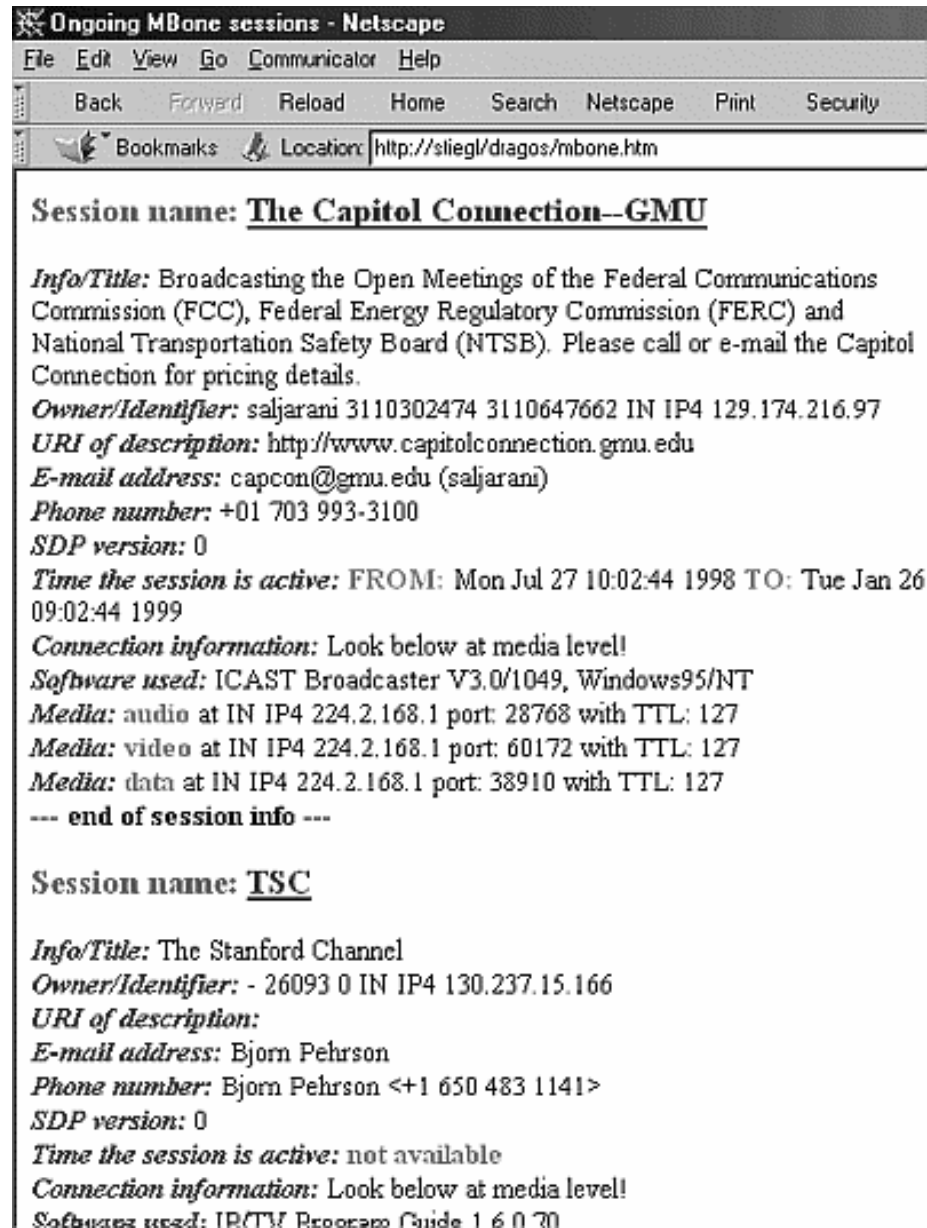 Ongoing MBone sessions - Netscape
File Edit View Go Communicator Help
Back Forward Reload Home Search Netscape Print Security
Bookmarks Location: http://stiegl/dragos/mbone.htm
Session name: The Capitol Connection--GMU
Info/Title: Broadcasting the Open Meetings of the Federal Communications
Commission (FCC), Federal Energy Regulatory Commission (FERC) and
National Transportation Safety Board (NTSB). Please call or e-mail the Capitol
Connection for pricing details.
Owner/Identifier: saljarani 3110302474 3110647662 IN IP4 129.174.216.97
URI of description: http://www.capitolconnection.gmu.edu
E-mail address: capcon@gmu.edu (saljarani)
Phone number: +01 703 993-3100
SDP version: 0
Time the session is active: FROM: Mon Jul 27 10:02:44 1998 TO: Tue Jan 26
09:02:44 1999
Connection information: Look below at media level!
Software used: ICAST Broadcaster V3.0/1049, Windows95/NT
Media: audio at IN IP4 224.2.168.1 port: 28768 with TTL: 127
Media: video at IN IP4 224.2.168.1 port: 60172 with TTL: 127
Media: data at IN IP4 224.2.168.1 port: 38910 with TTL: 127
--- end of session info ---
Session name: TSC
Info/Title: The Stanford Channel
Owner/Identifier: - 26093 0 IN IP4 130.237.15.166
URI of description:
E-mail address: Bjorn Pehrson
Phone number: Bjorn Pehrson <+1 650 483 1141>
SDP version: 0
Time the session is active: not available
Connection information: Look below at media level!
Software used: IP/TV Program Guide 1.6.0.70